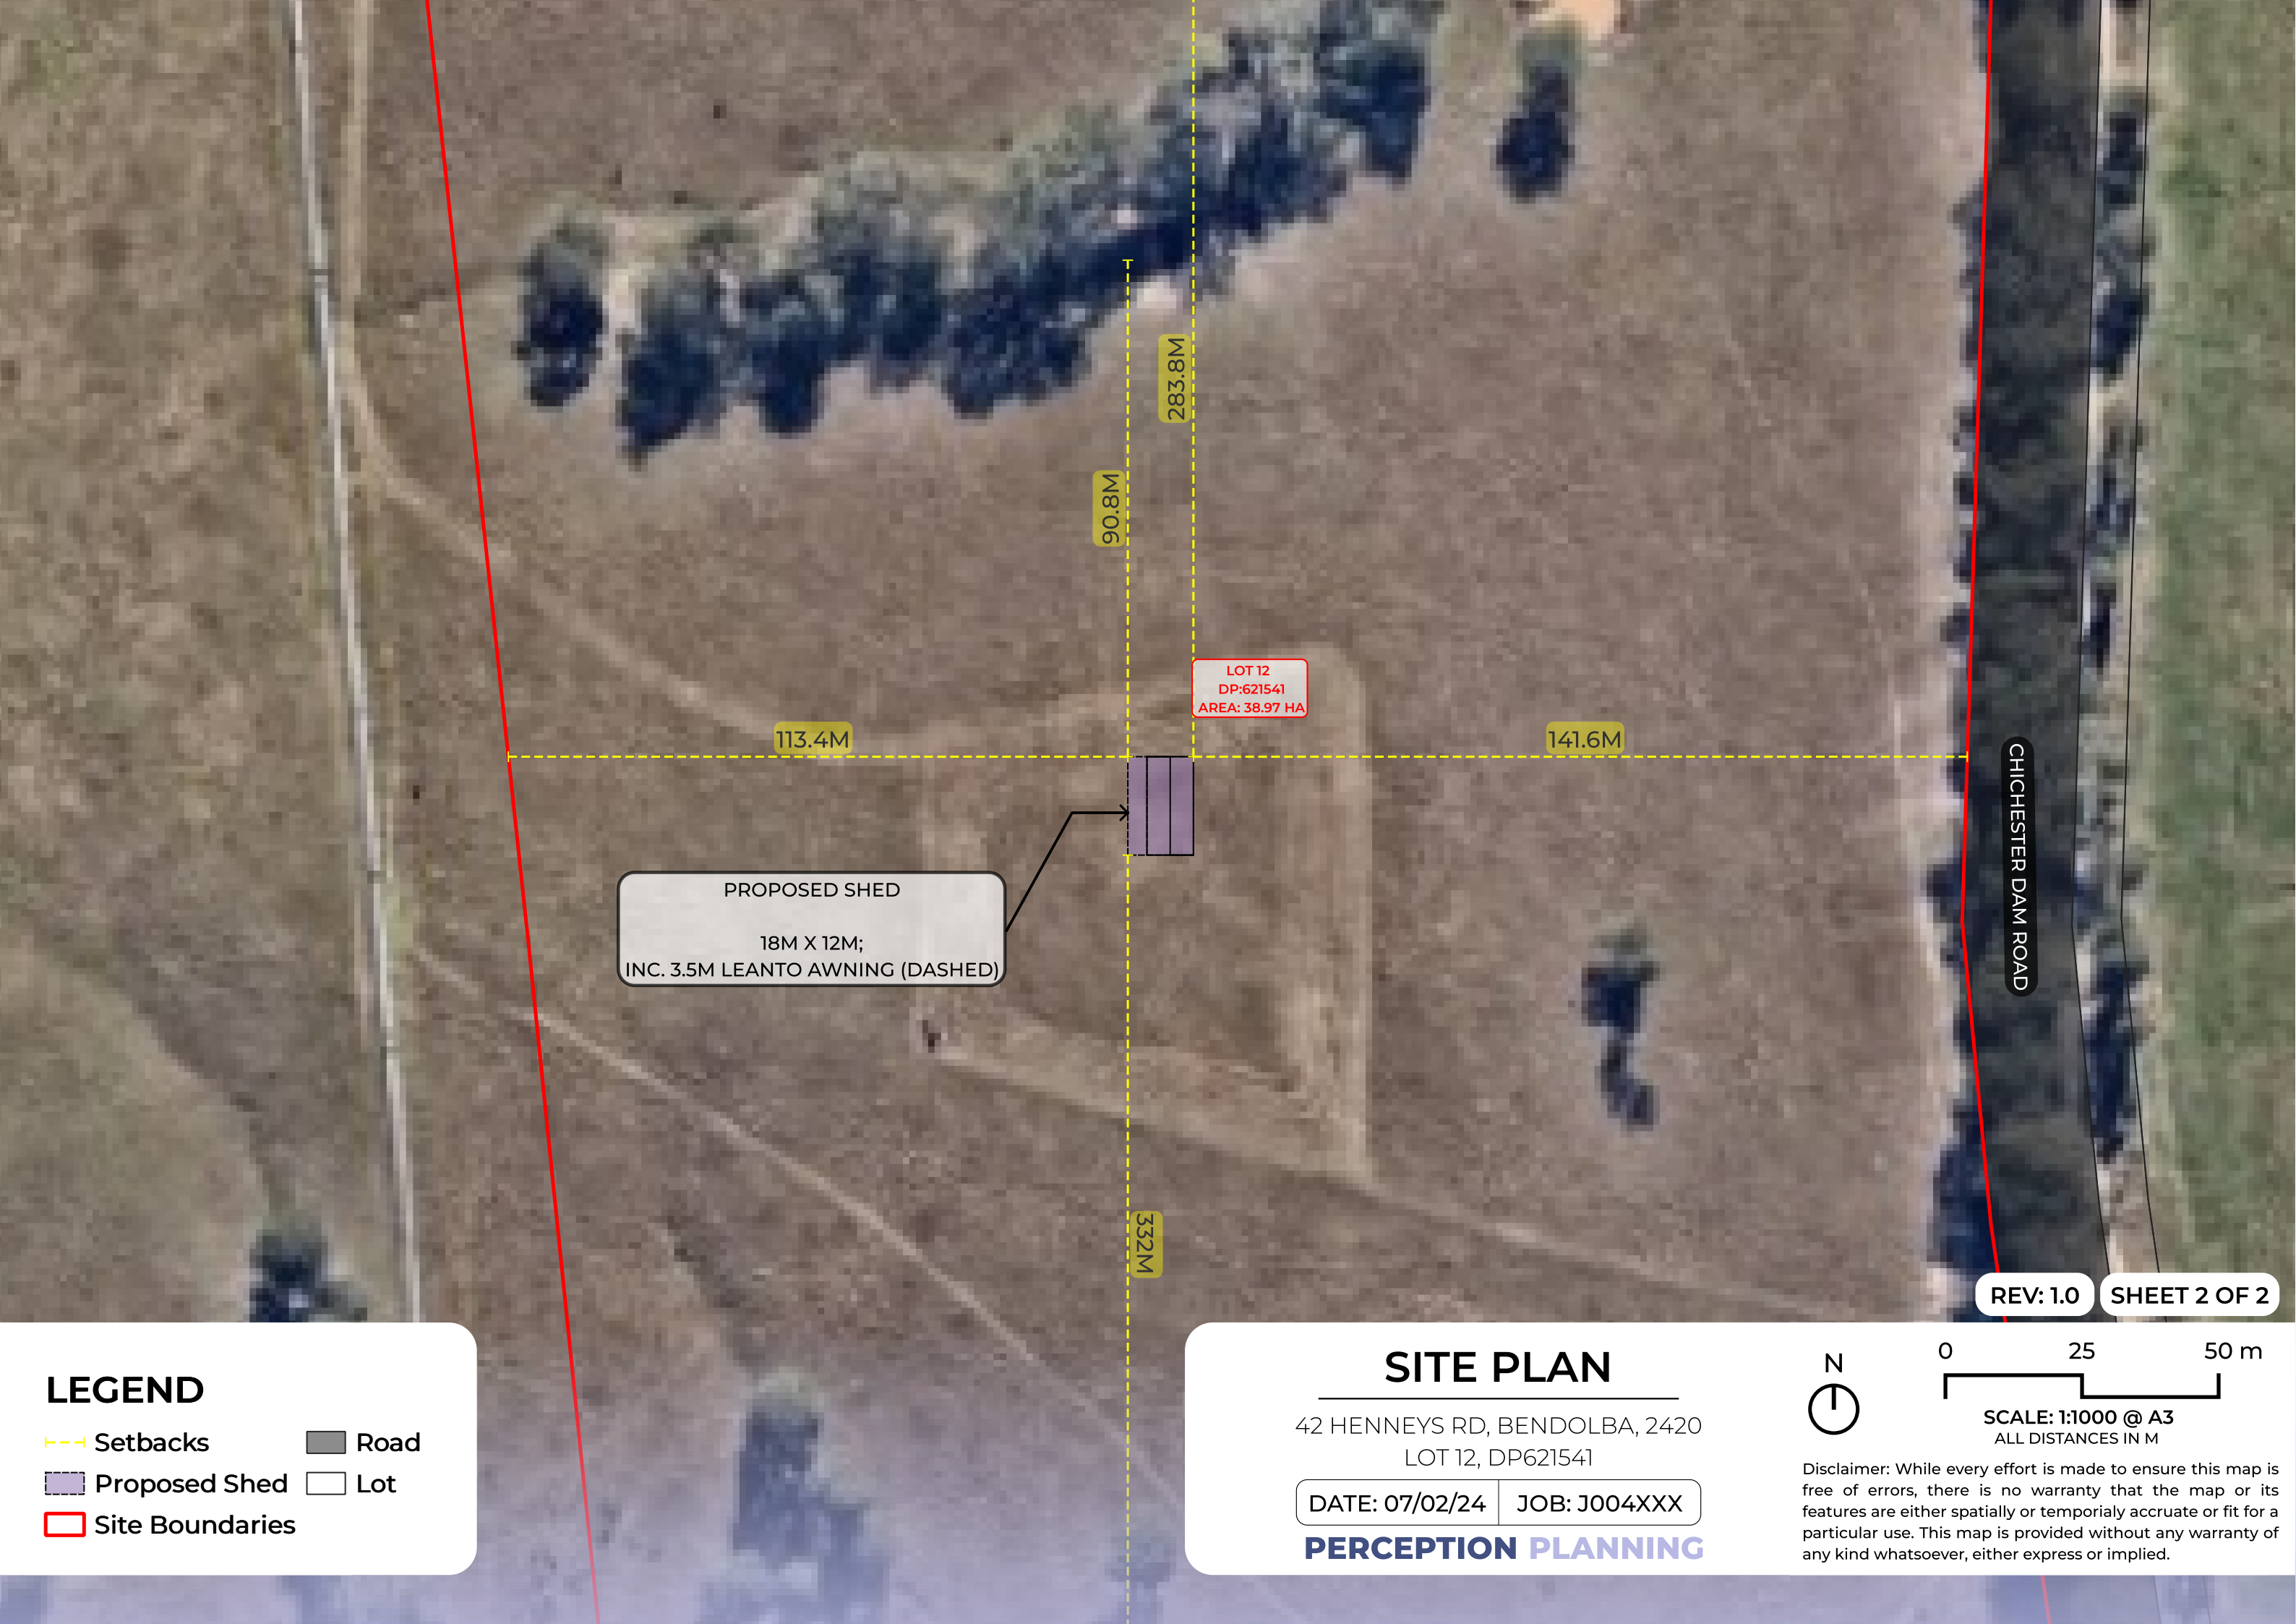 283.8M
90.8M
LOT 12
DP:621541
AREA: 38.97 HA
113.4M
141.6M
CHICHESTER DAM ROAD
PROPOSED SHED
18M X 12M;
INC. 3.5M LEANTO AWNING (DASHED)
332M
REV: 1.0
SHEET 2 OF 2
LEGEND
Setbacks
Road
Proposed Shed
Lot
Site Boundaries
SITE PLAN
42 HENNEYS RD, BENDOLBA, 2420
LOT 12, DP621541
DATE: 07/02/24
JOB: J004XXX
PERCEPTION PLANNING
N
0 25 50 m
SCALE: 1:1000 @ A3
ALL DISTANCES IN M
Disclaimer: While every effort is made to ensure this map is
free of errors, there is no warranty that the map or its
features are either spatially or temporialy accruate or fit for a
particular use. This map is provided without any warranty of
any kind whatsoever, either express or implied.